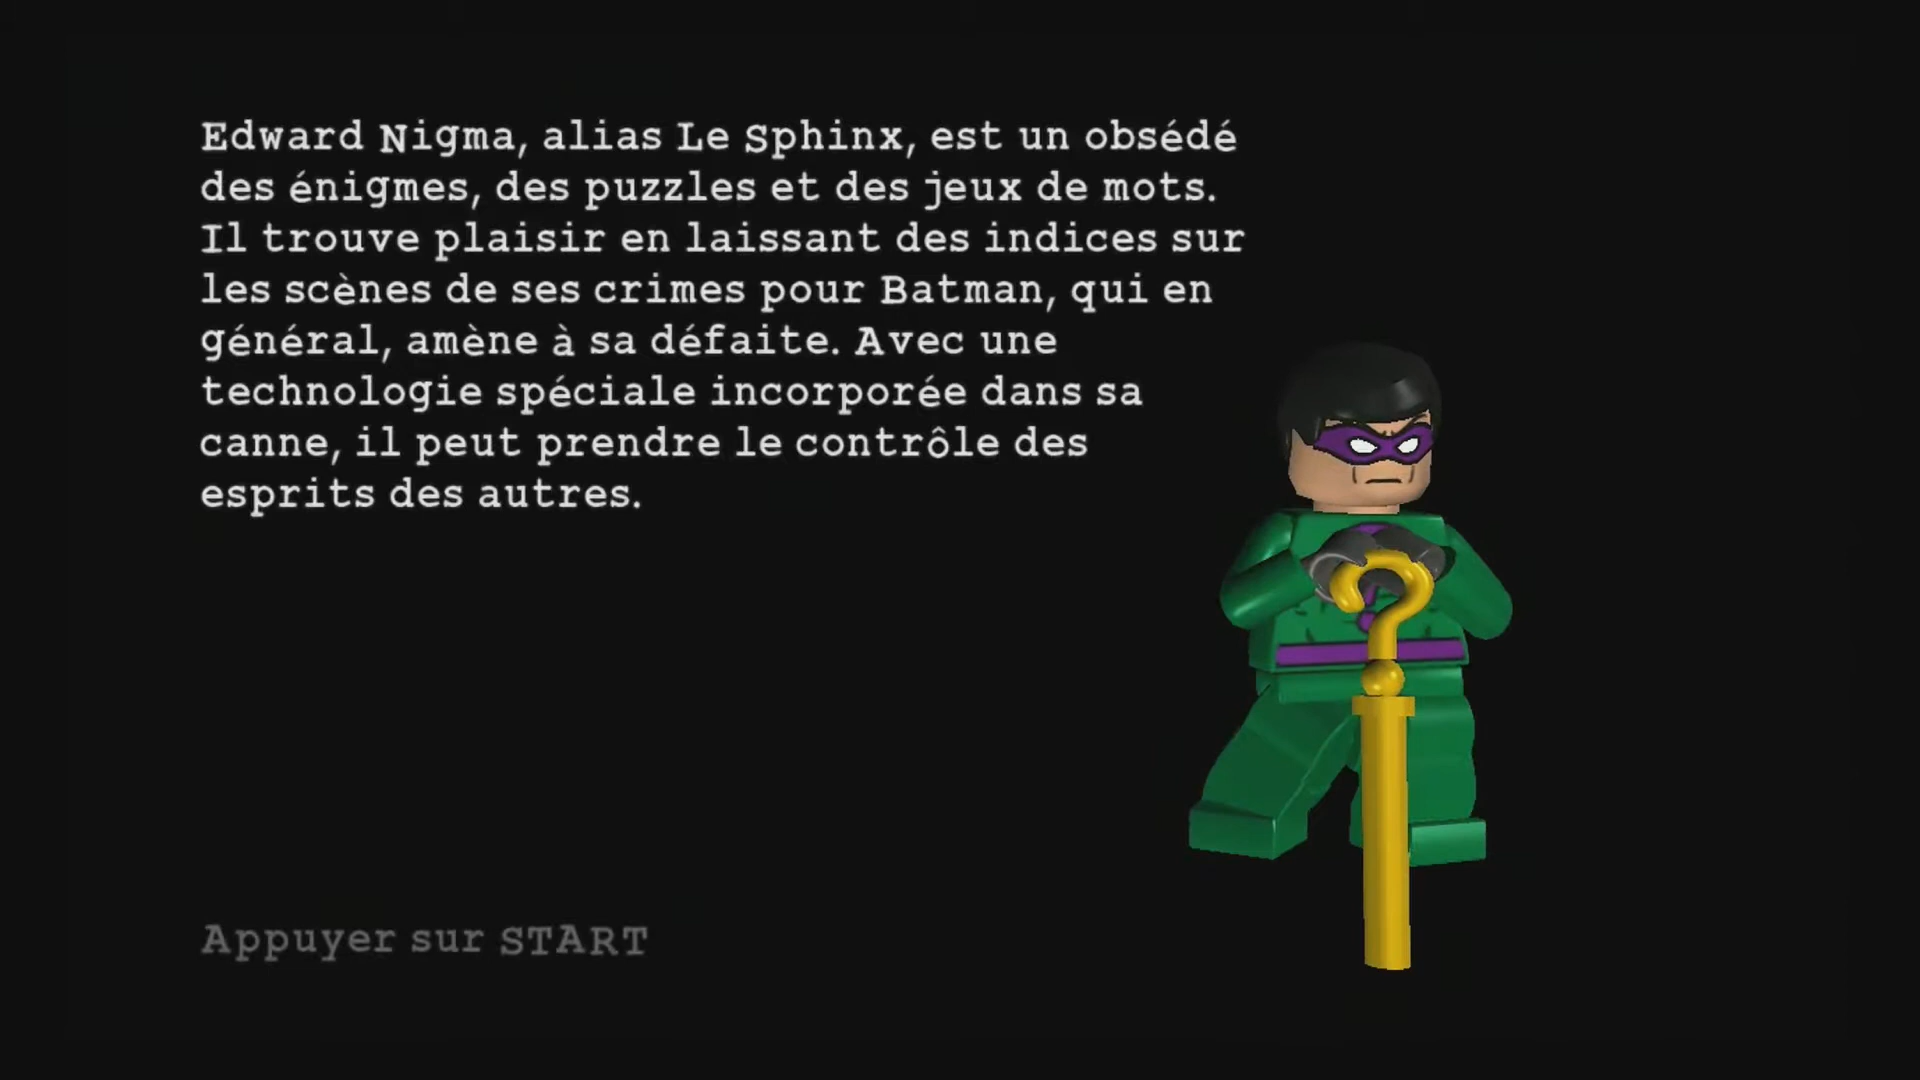 Edward Nigma, alias Le Sphinx, est un obsédé
des énigmes, des puzzles et des jeux de mots.
Il trouve plaisir en laissant des indices sur
les scènes de ses crimes pour Batman, qui en
général, amène à sa défaite. Avec une
technologie spéciale incorporée dans sa
canne, il peut prendre le contrôle des
esprits des autres.
Appuyer sur START